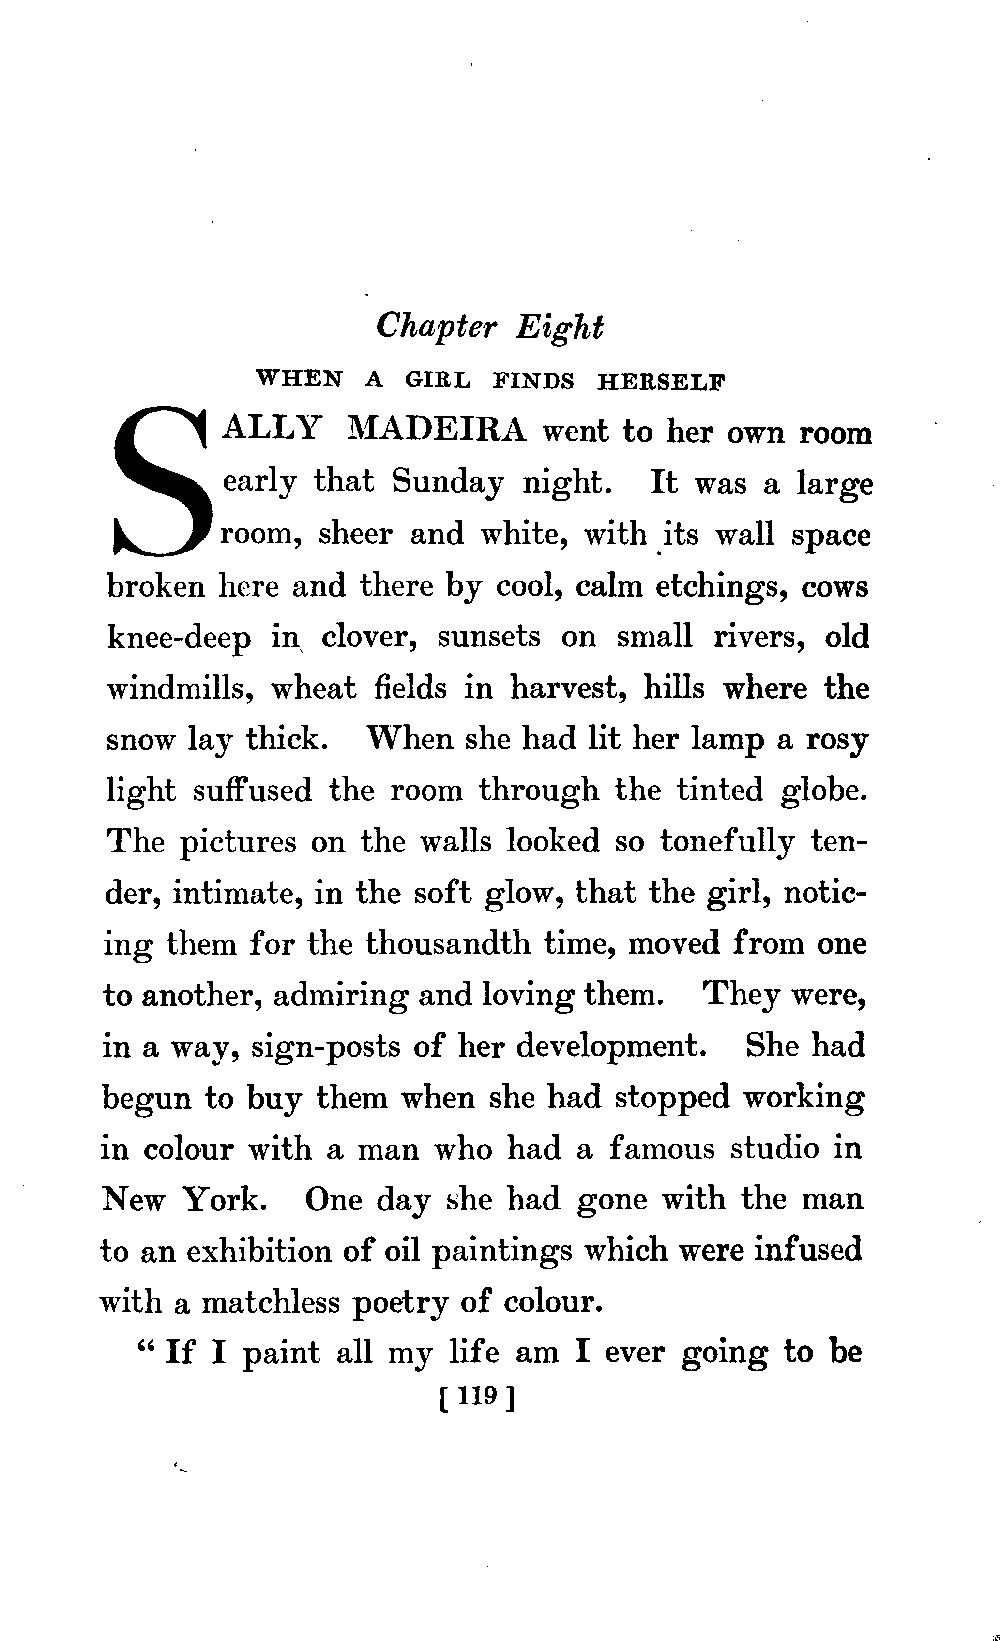 Chapter Eight
WHEN A GIRL FINDS HERSELF
SALLY MADEIRA went to her own room
early that Sunday night. It was a large
room, sheer and white, with its wall space
broken here and there by cool, calm etchings, cows
knee-deep in clover, sunsets on small rivers, old
windmills, wheat fields in harvest, hills where the
snow lay thick. When she had lit her lamp a rosy
light suffused the room through the tinted globe.
The pictures on the walls looked so tonefully ten-
der, intimate, in the soft glow, that the girl, notic-
ing them for the thousandth time, moved from one
to another, admiring and loving them. They were,
in a way, sign-posts of her development. She had
begun to buy them when she had stopped working
in colour with a man who had a famous studio in
New York. One day she had gone with the man
to an exhibition of oil paintings which were infused
with a matchless poetry of colour.
“ If I paint all my life am I ever going to be
[ 119 ]